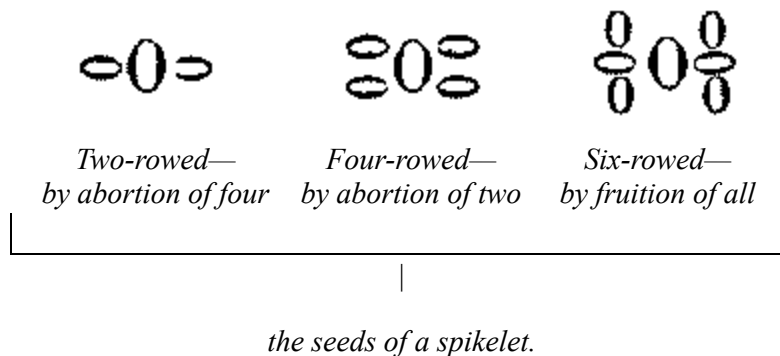 Two-rowed— Four-rowed— Six-rowed—
by abortion of four by abortion of two by fruition of all
the seeds of a spikelet.